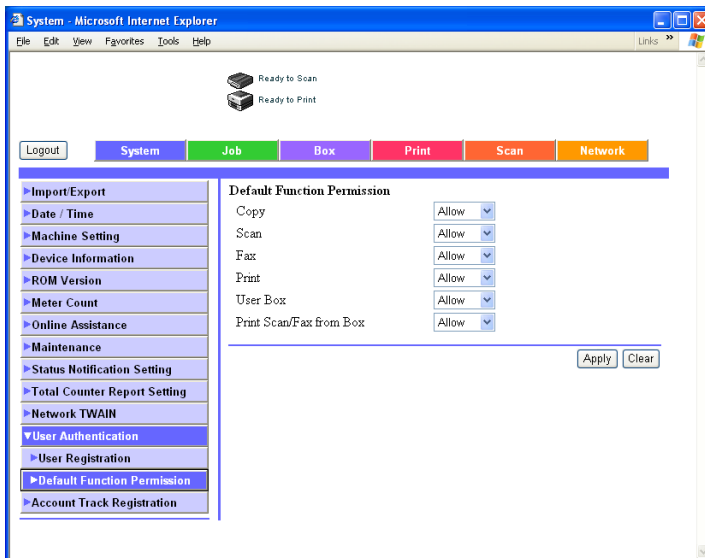 System - Microsoft Internet Explorer
File Edit View Favorites Tools Help Links »
Ready to Scan
Ready to Print
Logout System Job Box Print Scan Network
Import/Export
Date / Time
Machine Setting
Device Information
ROM Version
Meter Count
Online Assistance
Maintenance
Status Notification Setting
Total Counter Report Setting
Network TWAIN
User Authentication
User Registration
Default Function Permission
Account Track Registration
Default Function Permission
Copy Allow
Scan Allow
Fax Allow
Print Allow
User Box Allow
Print Scan/Fax from Box Allow
Apply Clear